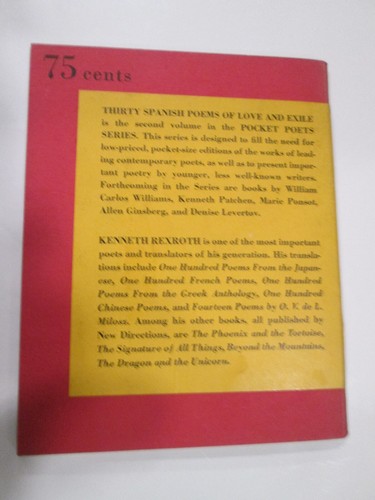 75 cents
THIRTY SPANISH POEMS OF LOVE AND EXILE
is the second volume in the POCKET POETS
SERIES. This series is designed to fill the need for
low-priced, pocket-size editions of the works of lead-
ing contemporary poets, as well as to present impor-
tant poetry by younger, less well-known writers.
Forthcoming in the Series are books by William
Carlos Williams, Kenneth Patchen, Marie Ponsot,
Allen Ginsberg, and Denise Levertov.
KENNETH REXROTH is one of the most important
poets and translators of his generation. His transla-
tions include One Hundred Poems From the Japan-
ese, One Hundred French Poems, One Hundred
Poems From the Greek Anthology, One Hundred
Chinese Poems, and Fourteen Poems by O. V. de L.
Milosz. Among his other books, all published by
New Directions, are The Phoenix and the Tortoise,
The Signature of All Things, Beyond the Mountains,
The Dragon and the Unicorn.